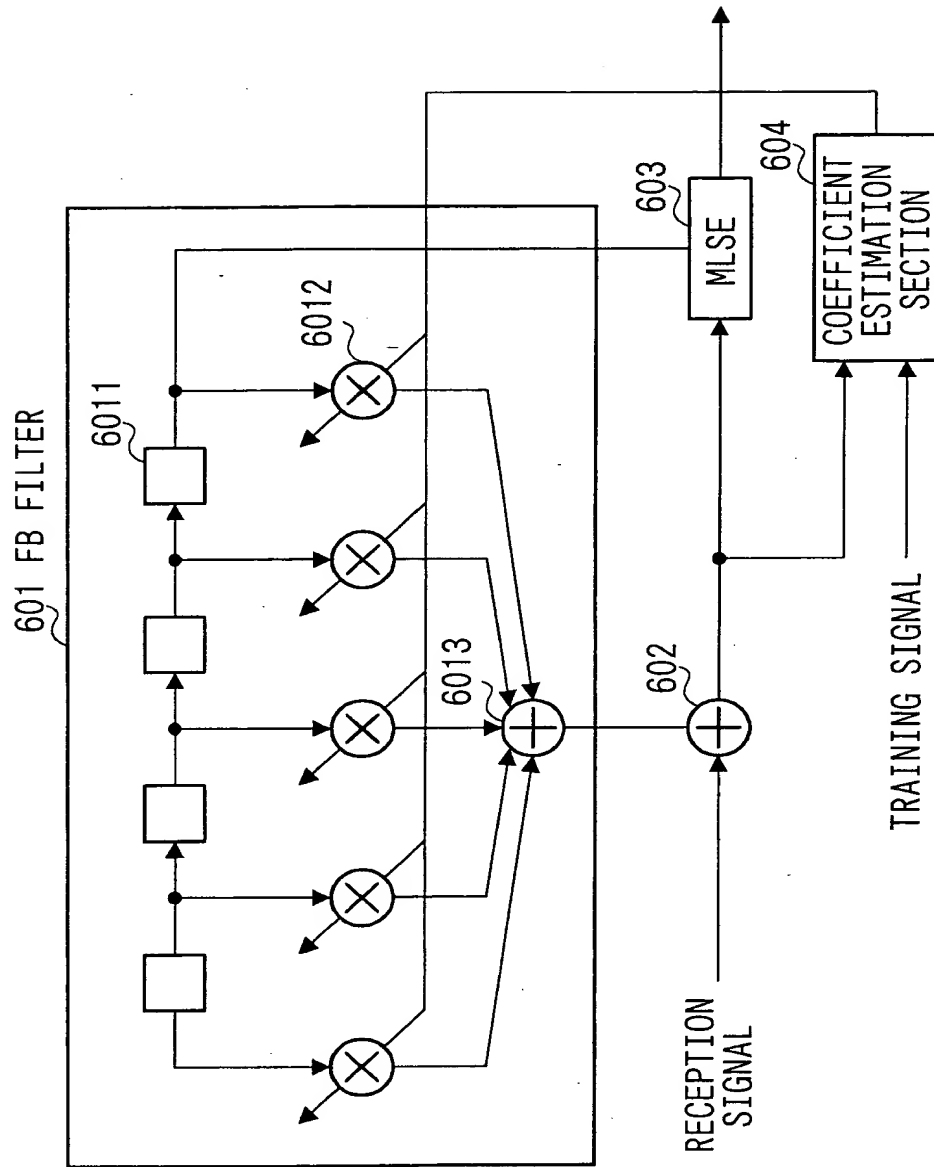 601 FB FILTER
6011
6012
6013
602
603
MLSE
604
COEFFICIENT
ESTIMATION
SECTION
RECEPTION
SIGNAL
TRAINING SIGNAL